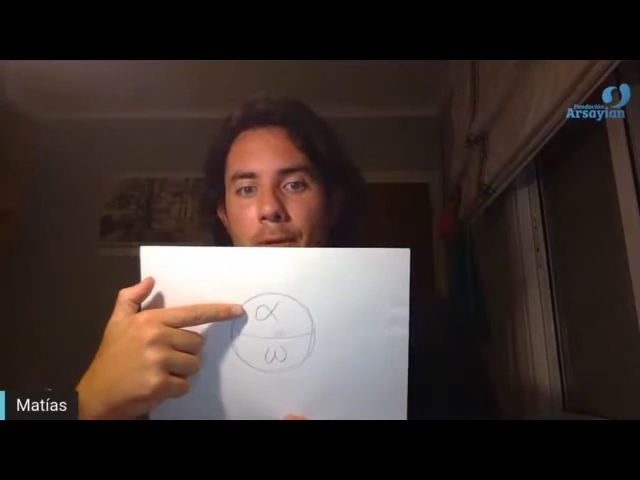 Fundación
Arsayian
α
ω
Matías